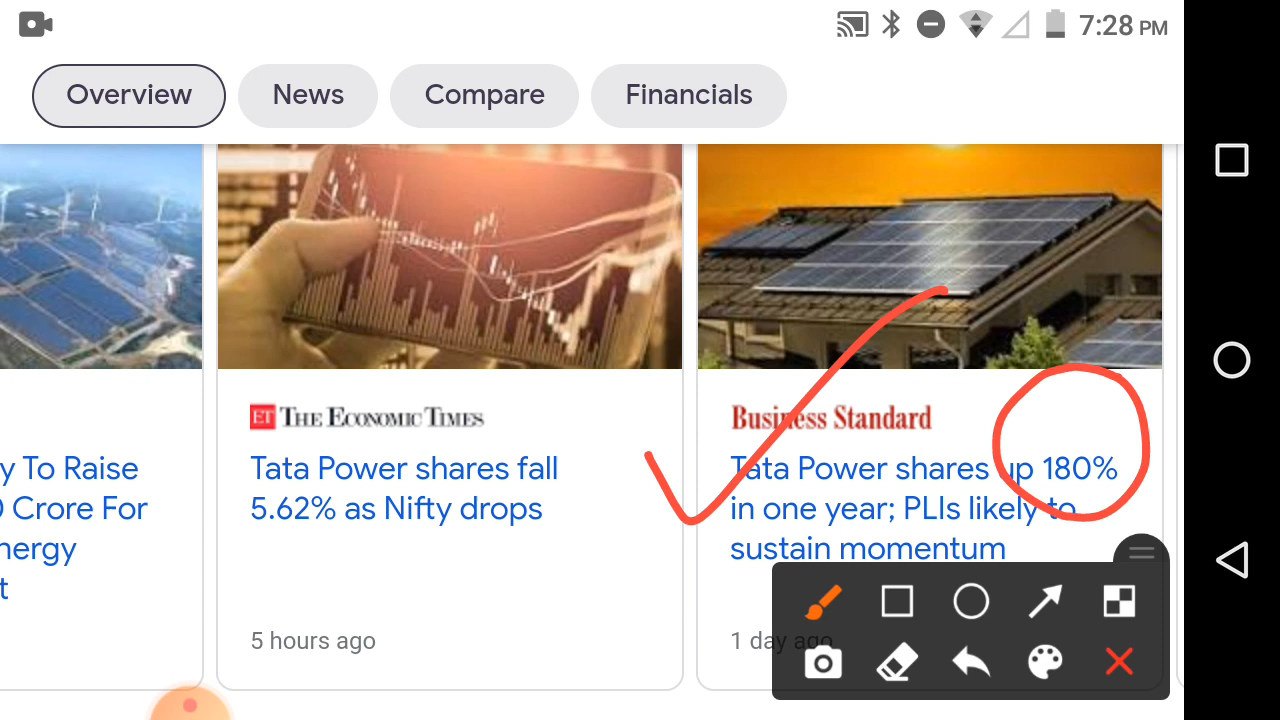 7:28 PM
Overview
News
Compare
Financials
y To Raise
0 Crore For
nergy
t
ET THE ECONOMIC TIMES
Tata Power shares fall
5.62% as Nifty drops
5 hours ago
Business Standard
Tata Power shares up 180%
in one year; PLIs likely to
sustain momentum
1 day ago